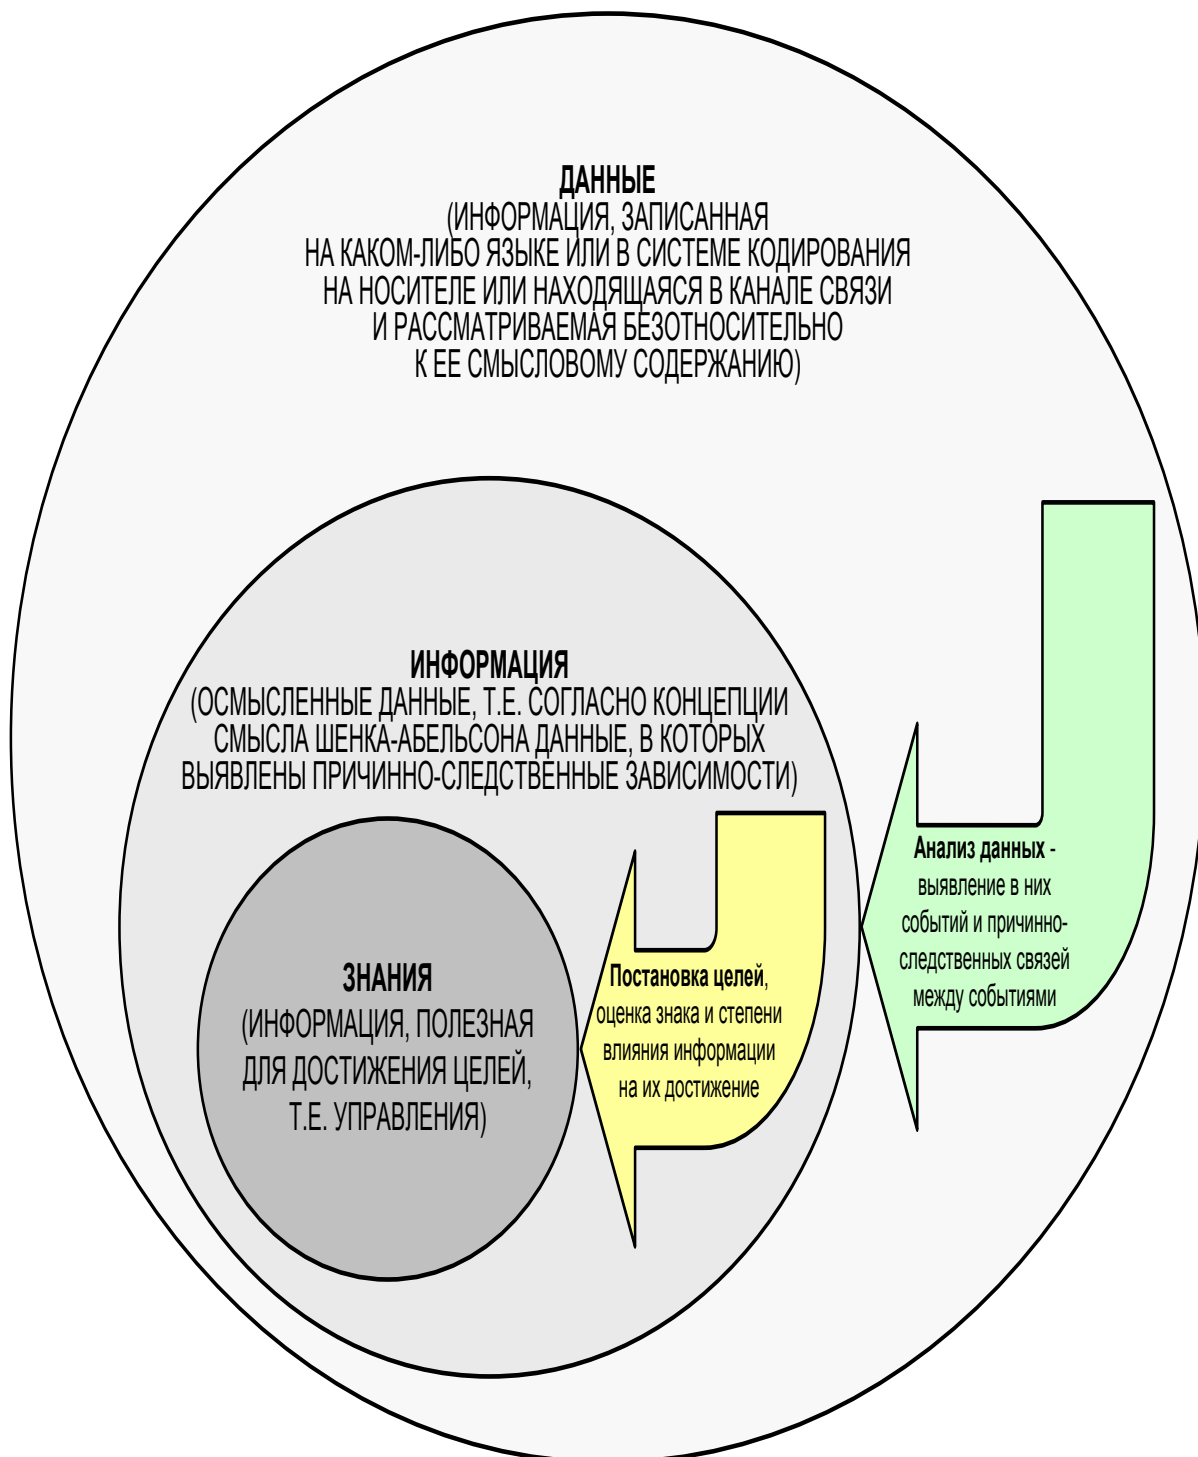 ДАННЫЕ
(ИНФОРМАЦИЯ, ЗАПИСАННАЯ
НА КАКОМ-ЛИБО ЯЗЫКЕ ИЛИ В СИСТЕМЕ КОДИРОВАНИЯ
НА НОСИТЕЛЕ ИЛИ НАХОДЯЩАЯСЯ В КАНАЛЕ СВЯЗИ
И РАССМАТРИВАЕМАЯ БЕЗОТНОСИТЕЛЬНО
К ЕЕ СМЫСЛОВОМУ СОДЕРЖАНИЮ)
ИНФОРМАЦИЯ
(ОСМЫСЛЕННЫЕ ДАННЫЕ, Т.Е. СОГЛАСНО КОНЦЕПЦИИ
СМЫСЛА ШЕНКА-АБЕЛЬСОНА ДАННЫЕ, В КОТОРЫХ
ВЫЯВЛЕНЫ ПРИЧИННО-СЛЕДСТВЕННЫЕ ЗАВИСИМОСТИ)
Анализ данных -
выявление в них
событий и причинно-
следственных связей
между событиями
Постановка целей,
оценка знака и степени
влияния информации
на их достижение
ЗНАНИЯ
(ИНФОРМАЦИЯ, ПОЛЕЗНАЯ
ДЛЯ ДОСТИЖЕНИЯ ЦЕЛЕЙ,
Т.Е. УПРАВЛЕНИЯ)